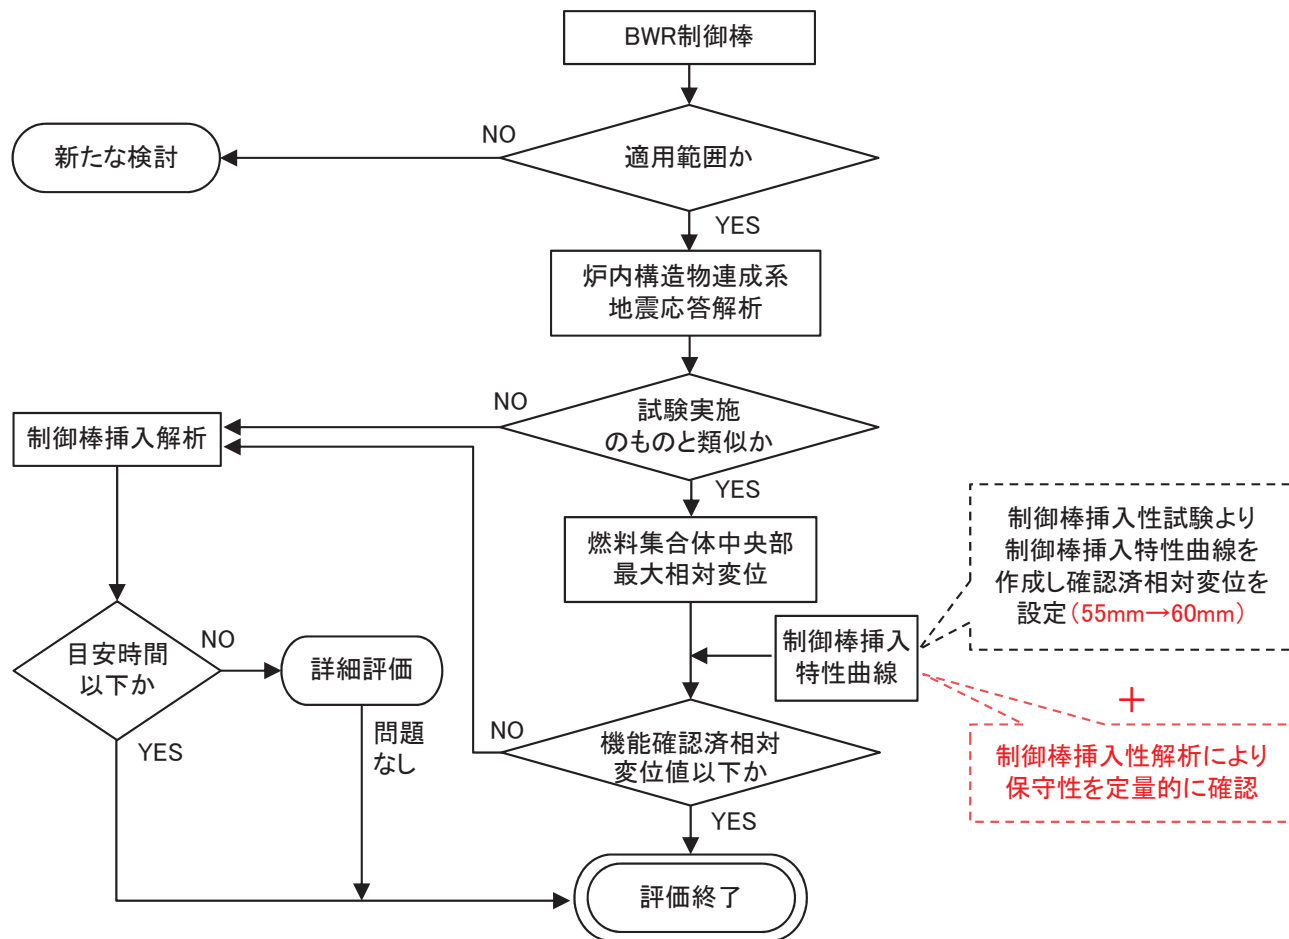 BWR制御棒
NO
新たな検討
適用範囲か
YES
炉内構造物連成系
地震応答解析
NO
試験実施
のものと類似か
制御棒挿入解析
YES
制御棒挿入性試験より
制御棒挿入特性曲線を
作成し確認済相対変位を
設定(55mm→60mm)
燃料集合体中央部
最大相対変位
制御棒挿入
特性曲線
目安時間
以下か
NO
詳細評価
+
YES
問題
なし
NO
機能確認済相対
変位値以下か
制御棒挿入性解析により
保守性を定量的に確認
YES
評価終了